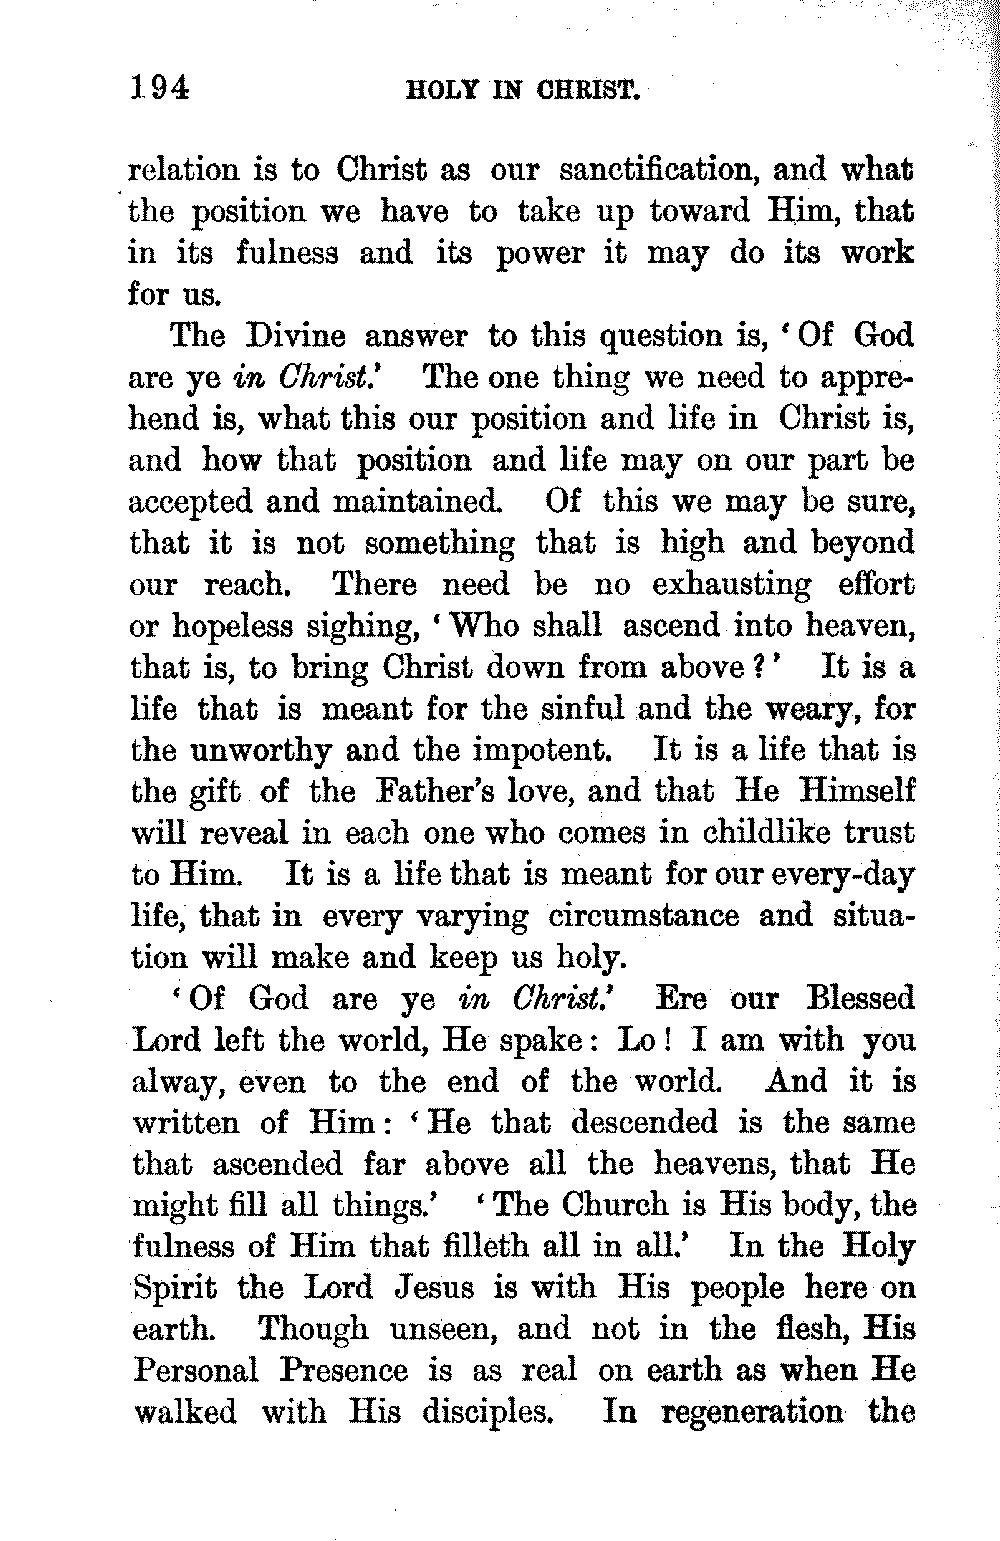 194 HOLY IN CHRIST.
relation is to Christ as our sanctification, and what
the position we have to take up toward Him, that
in its fulness and its power it may do its work
for us.
The Divine answer to this question is, ‘Of God
are ye in Christ.’ The one thing we need to appre-
hend is, what this our position and life in Christ is,
and how that position and life may on our part be
accepted and maintained. Of this we may be sure,
that it is not something that is high and beyond
our reach. There need be no exhausting effort
or hopeless sighing, ‘Who shall ascend into heaven,
that is, to bring Christ down from above?’ It is a
life that is meant for the sinful and the weary, for
the unworthy and the impotent. It is a life that is
the gift of the Father’s love, and that He Himself
will reveal in each one who comes in childlike trust
to Him. It is a life that is meant for our every-day
life, that in every varying circumstance and situa-
tion will make and keep us holy.
‘Of God are ye in Christ.’ Ere our Blessed
Lord left the world, He spake: Lo! I am with you
alway, even to the end of the world. And it is
written of Him: ‘He that descended is the same
that ascended far above all the heavens, that He
might fill all things.’ ‘The Church is His body, the
fulness of Him that filleth all in all.’ In the Holy
Spirit the Lord Jesus is with His people here on
earth. Though unseen, and not in the flesh, His
Personal Presence is as real on earth as when He
walked with His disciples. In regeneration the